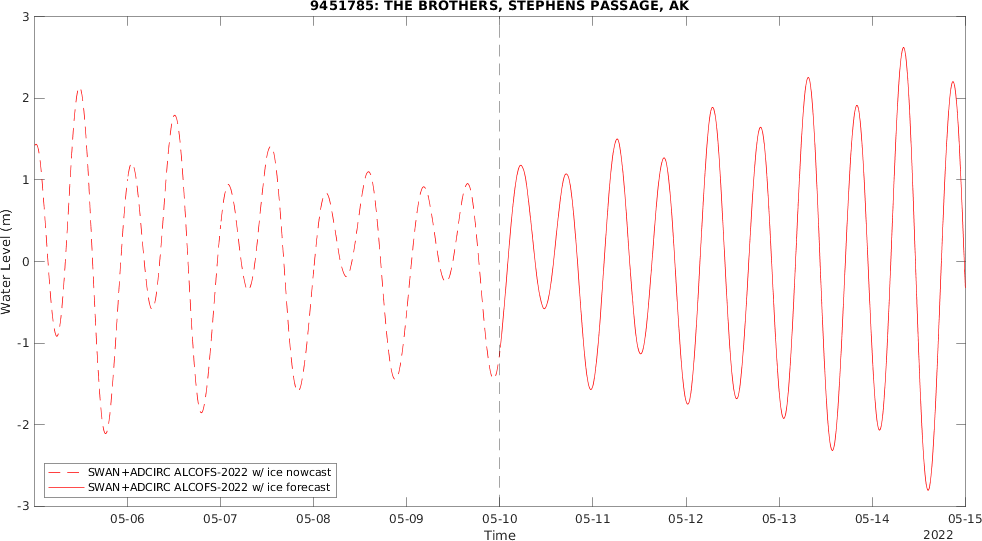 9451785: THE BROTHERS, STEPHENS PASSAGE, AK
3
2
1
0
-1
-2
-3
Water Level (m)
SWAN+ADCIRC ALCOFS-2022 w/ ice nowcast
SWAN+ADCIRC ALCOFS-2022 w/ ice forecast
05-06 05-07 05-08 05-09 05-10 05-11 05-12 05-13 05-14 05-15
Time
2022